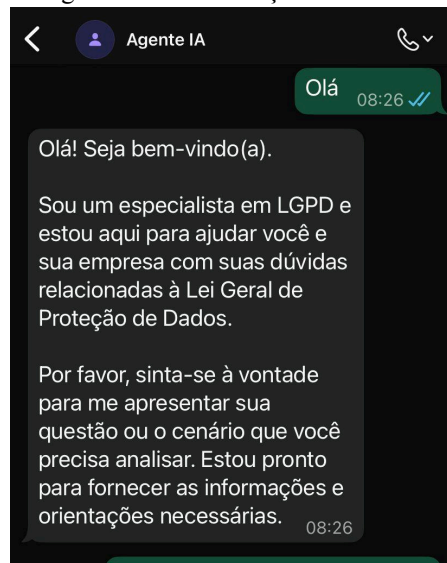 Agente IA
Olá
08:26
Olá! Seja bem-vindo(a).
Sou um especialista em LGPD e
estou aqui para ajudar você e
sua empresa com suas dúvidas
relacionadas à Lei Geral de
Proteção de Dados.
Por favor, sinta-se à vontade
para me apresentar sua
questão ou o cenário que você
precisa analisar. Estou pronto
para fornecer as informações e
orientações necessárias.
08:26